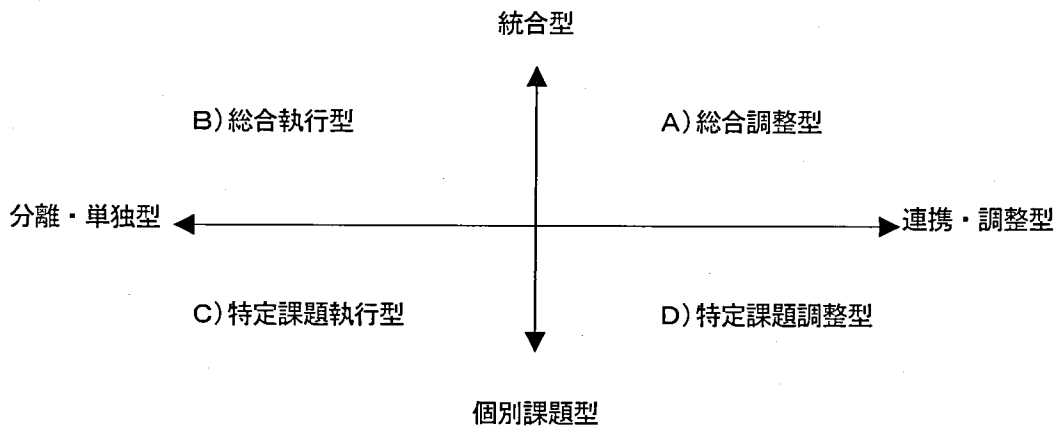 統合型
B)総合執行型
A)総合調整型
分離・単独型
連携・調整型
C)特定課題執行型
D)特定課題調整型
個別課題型